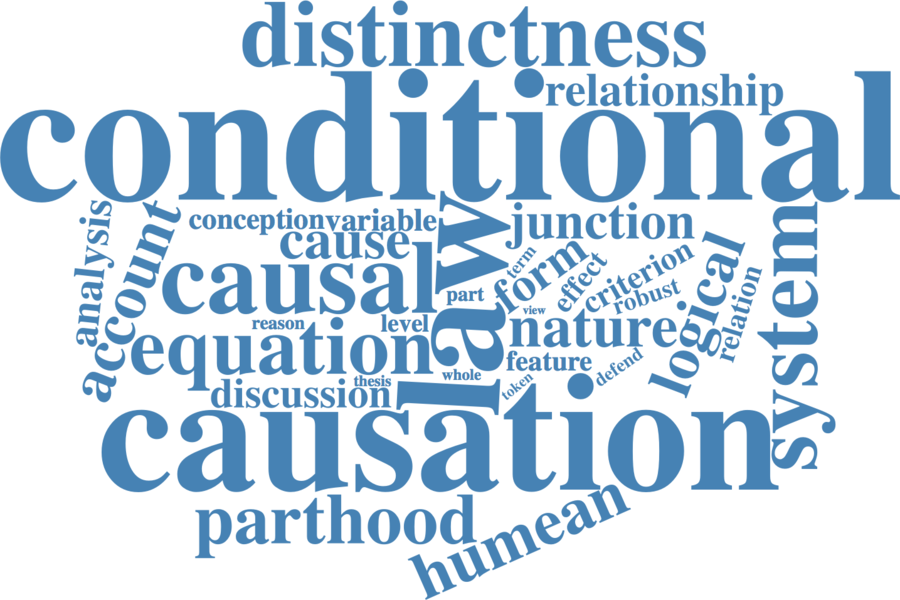 distinctness
relationship
conditional
conception
variable
junction
analysis
account
cause
causal
law
system
term
form
effect
criterion
robust
logical
relation
part
view
reason
level
nature
equation
feature
defend
thesis
whole
token
discussion
causation
parthood
humean